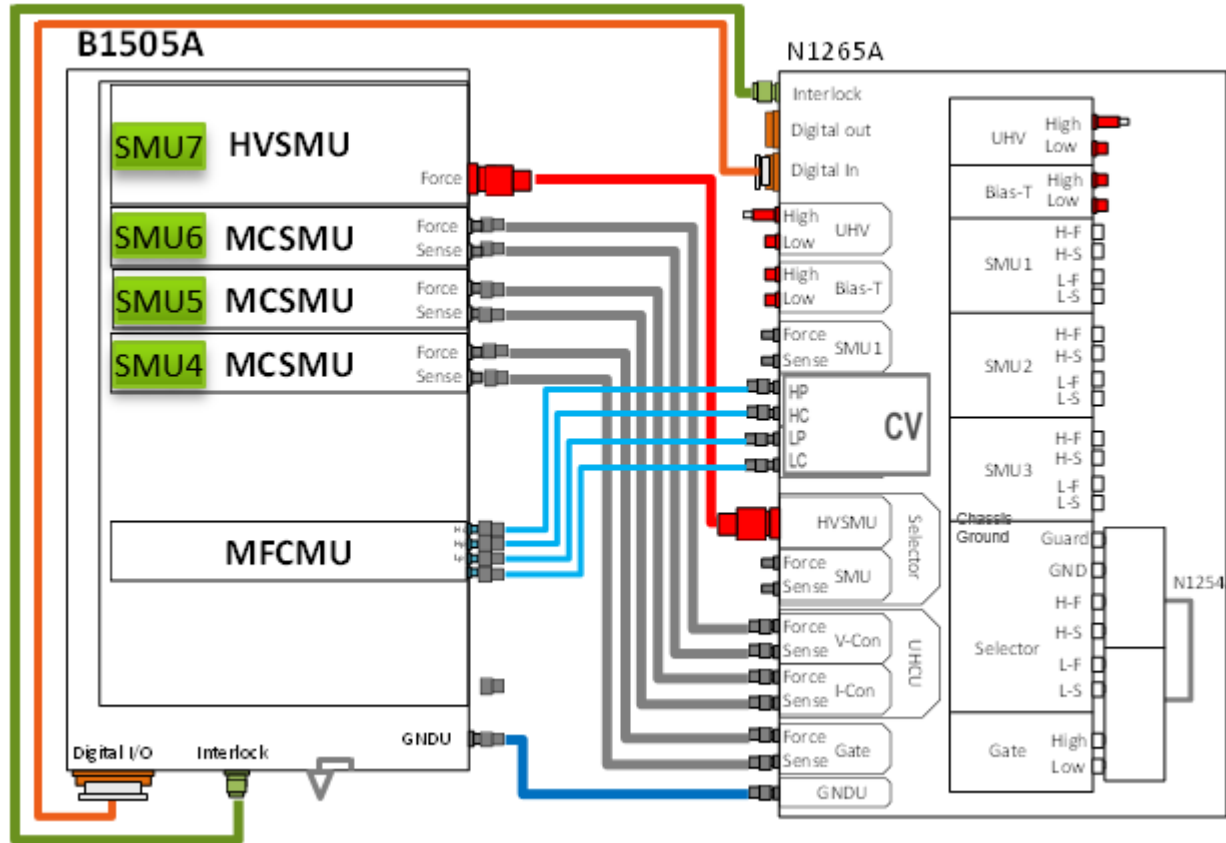 B1505A
SMU7 HVSMU
Force
SMU6 MCSMU
Force
Sense
SMU5 MCSMU
Force
Sense
SMU4 MCSMU
Force
Sense
MFCMU
Hp
Lp
GNDU
Digital I/O
Interlock
N1265A
Interlock
Digital out
Digital In
High
Low
UHV
High
Low
Bias-T
Force
Sense
SMU1
HP
HC
LP
LC
CV
HVSMU
Force
Sense
SMU
Selector
Force
Sense
V-Con
Force
Sense
I-Con
UHCU
Force
Sense
Gate
GNDU
UHV
High
Low
Bias-T
High
Low
SMU1
H-F
H-S
L-F
L-S
SMU2
H-F
H-S
L-F
L-S
SMU3
H-F
H-S
L-F
L-S
Chassis
Ground
Guard
GND
H-F
H-S
Selector
L-F
L-S
Gate
High
Low
N1254